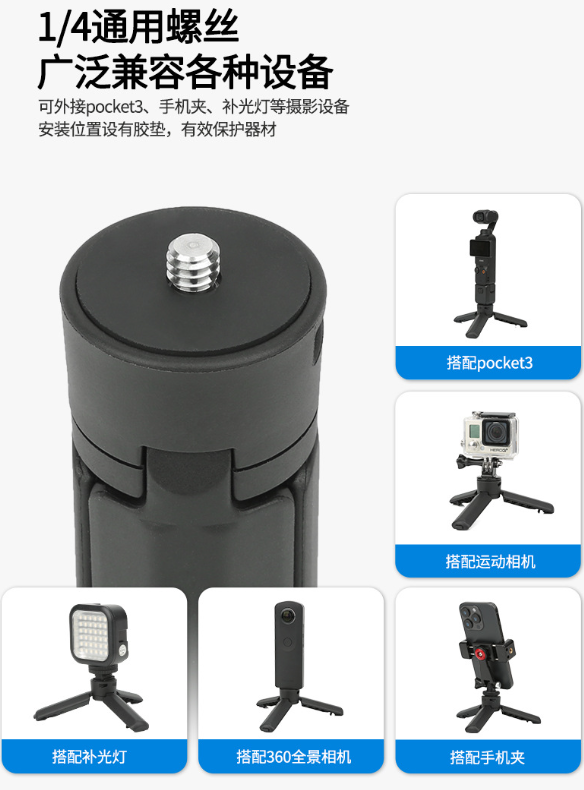 1/4通用螺丝
广泛兼容各种设备
可外接pocket3、手机夹、补光灯等摄影设备
安装位置设有胶垫，有效保护器材
搭配pocket3
HERO3+
搭配运动相机
搭配补光灯
搭配360全景相机
搭配手机夹